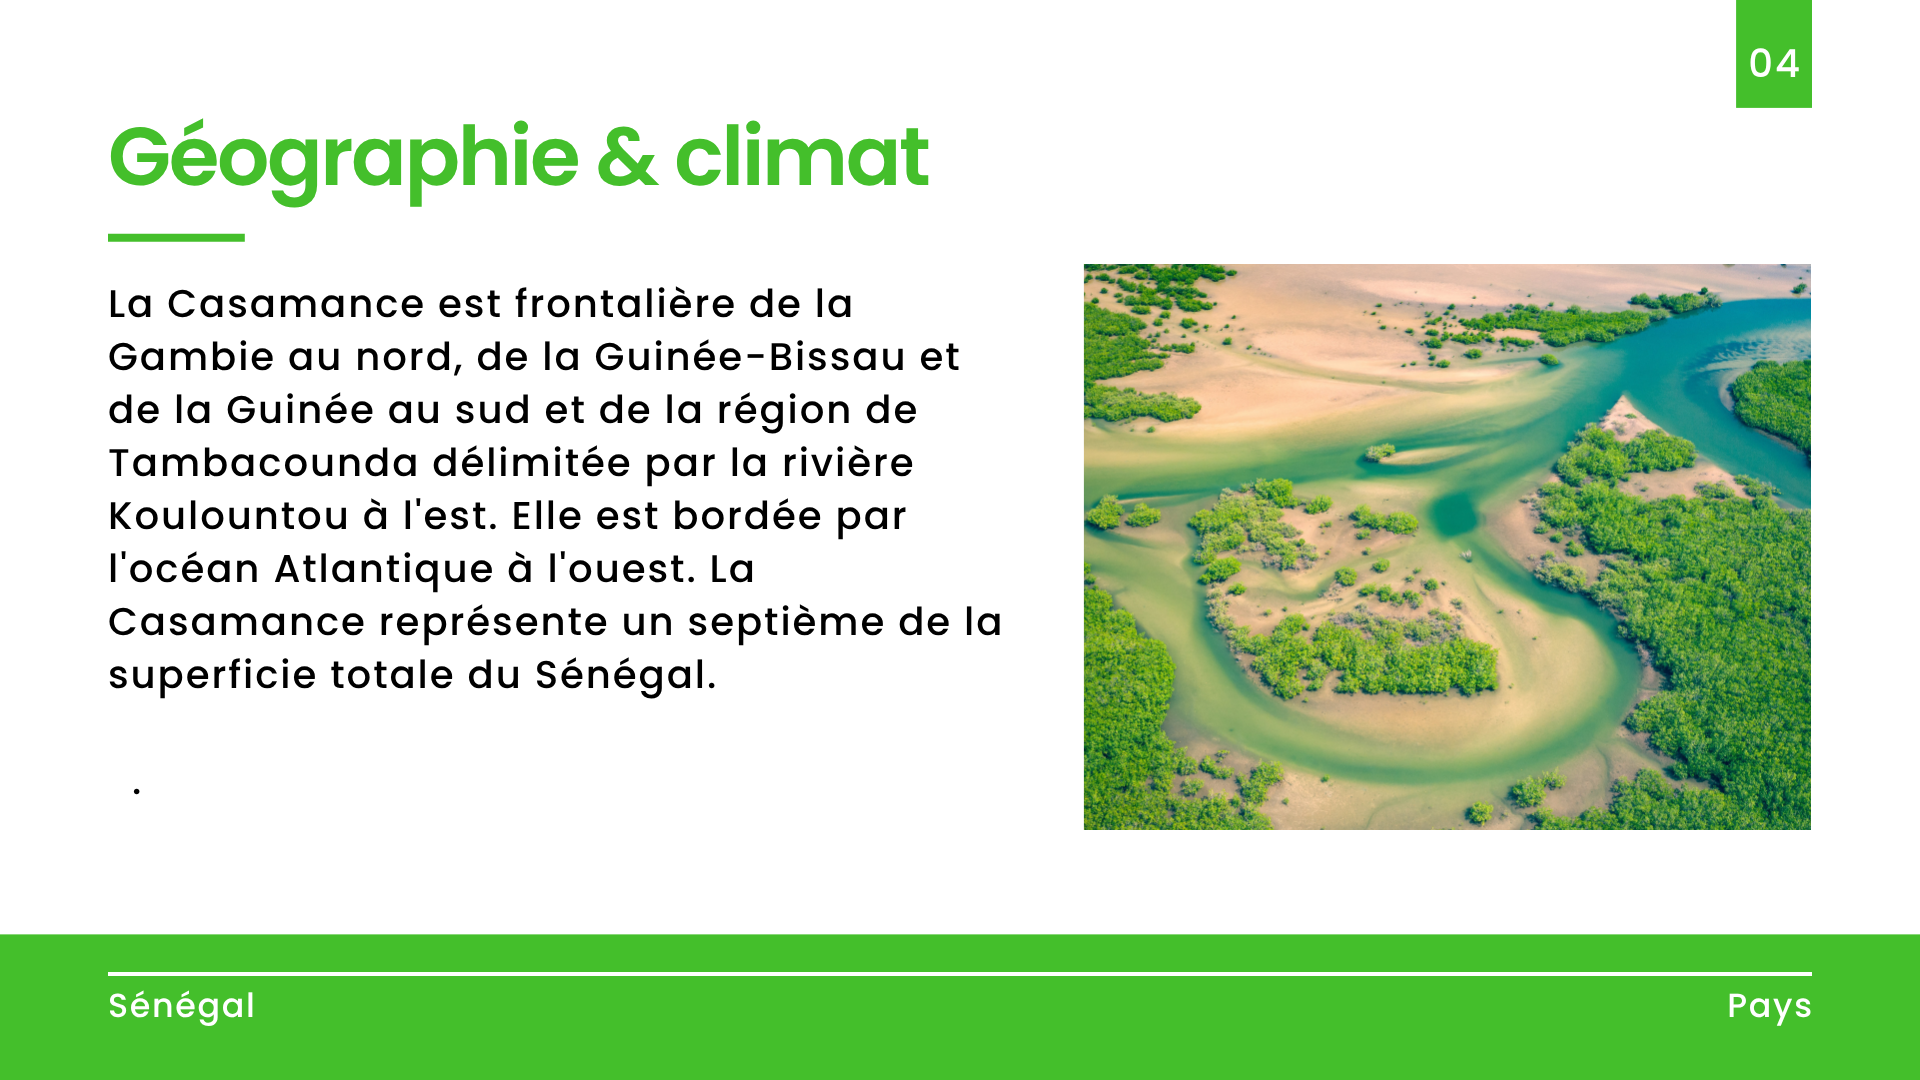 04
Géographie & climat
La Casamance est frontalière de la
Gambie au nord, de la Guinée-Bissau et
de la Guinée au sud et de la région de
Tambacounda délimitée par la rivière
Koulountou à l'est. Elle est bordée par
l'océan Atlantique à l'ouest. La
Casamance représente un septième de la
superficie totale du Sénégal.
.
Sénégal
Pays